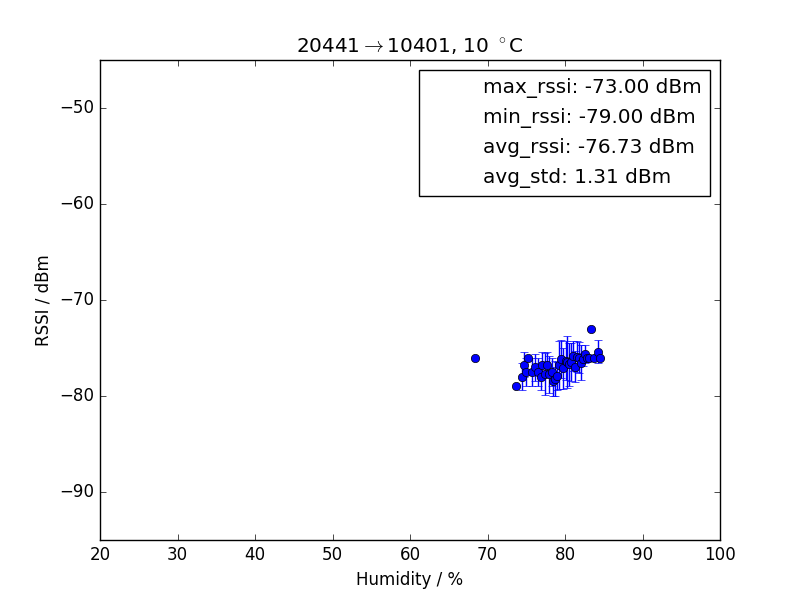 20441→10401, 10 °C
max_rssi: -73.00 dBm
min_rssi: -79.00 dBm
avg_rssi: -76.73 dBm
avg_std: 1.31 dBm
RSSI / dBm
−50
−60
−70
−80
−90
20 30 40 50 60 70 80 90 100
Humidity / %